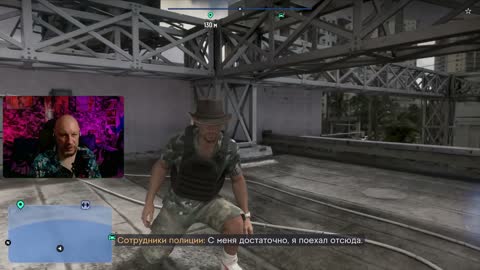 130 м
Сотрудники полиции: С меня достаточно, я поехал отсюда.